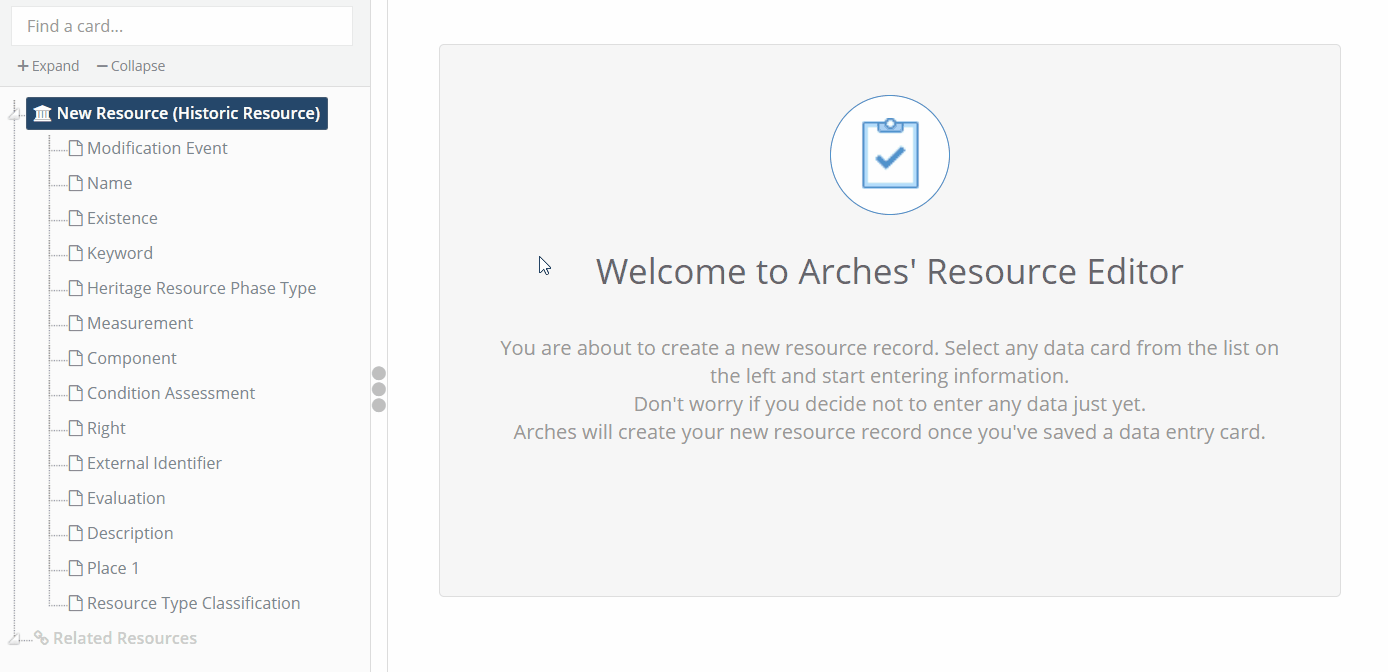 Find a card...
+ Expand − Collapse
New Resource (Historic Resource)
Modification Event
Name
Existence
Keyword
Heritage Resource Phase Type
Measurement
Component
Condition Assessment
Right
External Identifier
Evaluation
Description
Place 1
Resource Type Classification
Related Resources
Welcome to Arches' Resource Editor
You are about to create a new resource record. Select any data card from the list on
the left and start entering information.
Don't worry if you decide not to enter any data just yet.
Arches will create your new resource record once you've saved a data entry card.